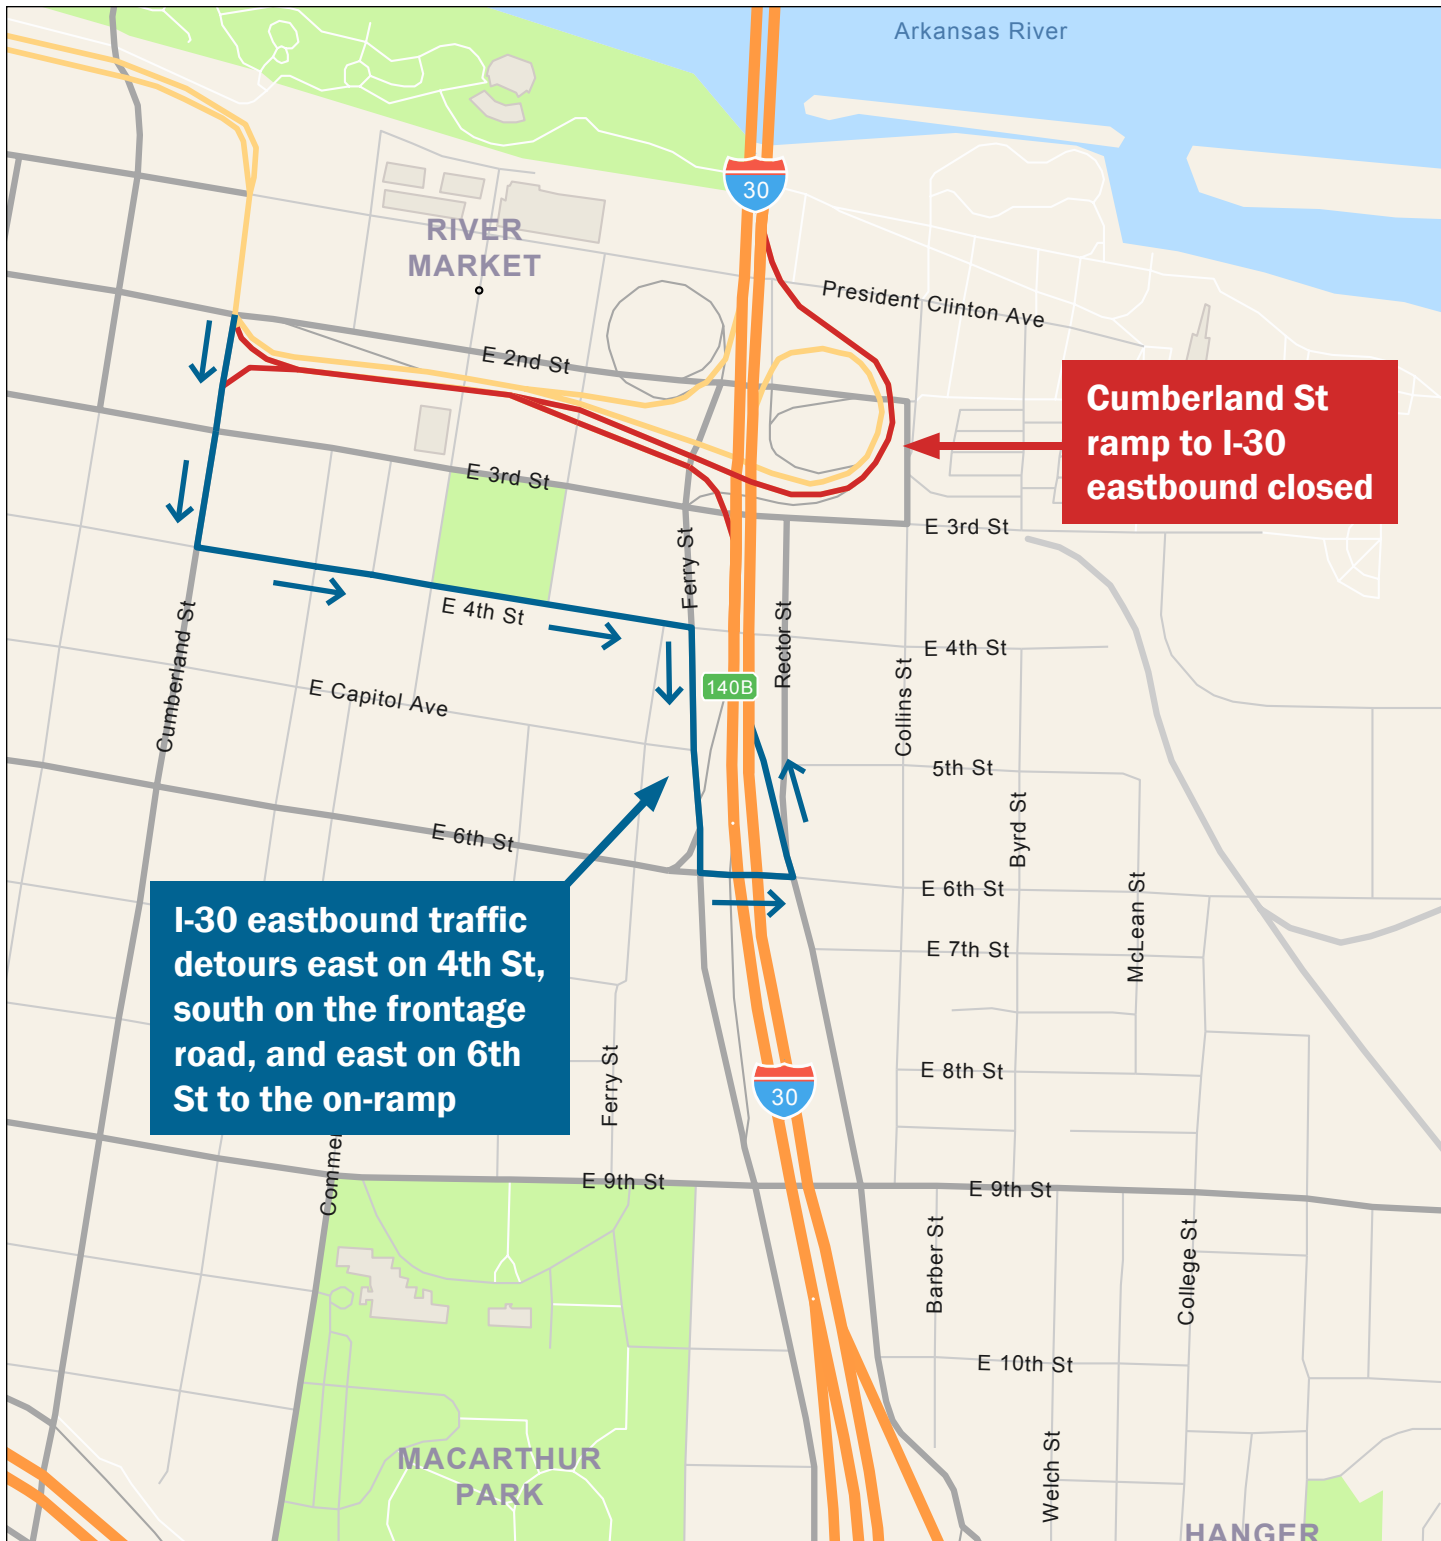 Arkansas River
30
RIVER
MARKET
President Clinton Ave
E 2nd St
Cumberland St
ramp to I-30
eastbound closed
E 3rd St
E 3rd St
Ferry St
E 4th St
Rector St
E 4th St
Cumberland St
Collins St
140B
E Capitol Ave
5th St
Byrd St
E 6th St
E 6th St
McLean St
I-30 eastbound traffic
detours east on 4th St,
south on the frontage
road, and east on 6th
St to the on-ramp
E 7th St
Ferry St
E 8th St
30
Comme
E 9th St
E 9th St
Barber St
College St
E 10th St
MACARTHUR
PARK
Welch St
HANGER